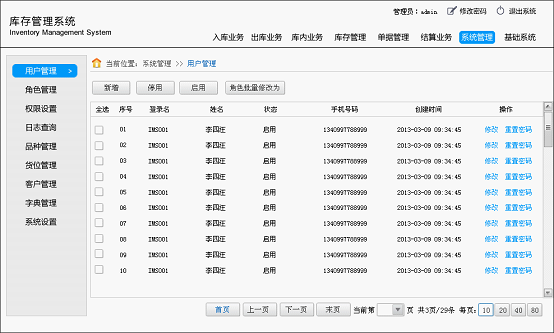 库存管理系统
Inventory Management System
管理员：admin 修改密码 退出系统
入库业务 出库业务 库内业务 库存管理 单据管理 结算业务 系统管理 基础系统
用户管理 >
角色管理
权限设置
日志查询
品种管理
货位管理
客户管理
字典管理
系统设置
当前位置：系统管理 >> 用户管理
新增 停用 启用 角色批量修改为
全选 序号 登录名 姓名 状态 手机号码 创建时间 操作
01 IMS001 李四任 启用 134099TT88999 2013-03-09 09:34:45 修改 重置密码
02 IMS001 李四任 启用 134099TT88999 2013-03-09 09:34:45 修改 重置密码
03 IMS001 李四任 启用 134099TT88999 2013-03-09 09:34:45 修改 重置密码
04 IMS001 李四任 启用 134099TT88999 2013-03-09 09:34:45 修改 重置密码
05 IMS001 李四任 启用 134099TT88999 2013-03-09 09:34:45 修改 重置密码
06 IMS001 李四任 启用 134099TT88999 2013-03-09 09:34:45 修改 重置密码
07 IMS001 李四任 启用 134099TT88999 2013-03-09 09:34:45 修改 重置密码
08 IMS001 李四任 启用 134099TT88999 2013-03-09 09:34:45 修改 重置密码
09 IMS001 李四任 启用 134099TT88999 2013-03-09 09:34:45 修改 重置密码
10 IMS001 李四任 启用 134099TT88999 2013-03-09 09:34:45 修改 重置密码
首页 上一页 下一页 末页 当前第 页 共3页/29条 每页: 10 20 40 80